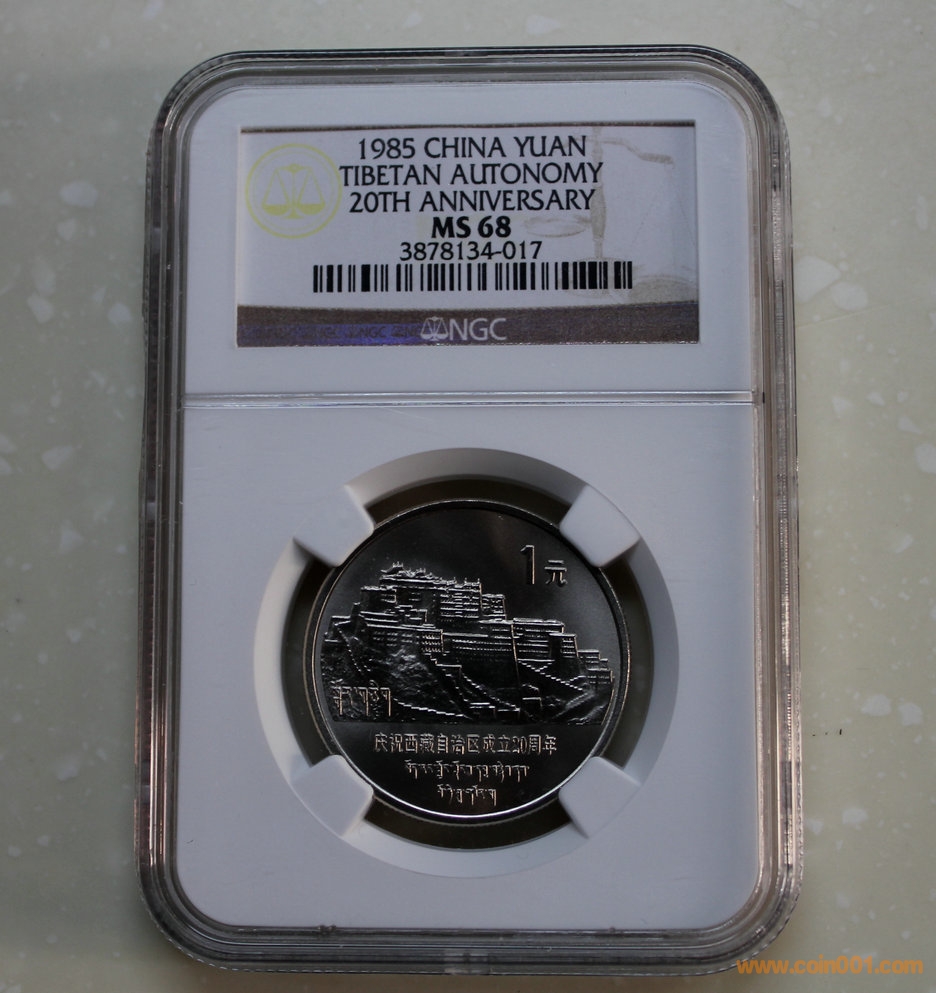 1985 CHINA YUAN
TIBETAN AUTONOMY
20TH ANNIVERSARY
MS 68
3878134-017
NGC
1元
庆祝西藏自治区成立20周年
www.coin001.com